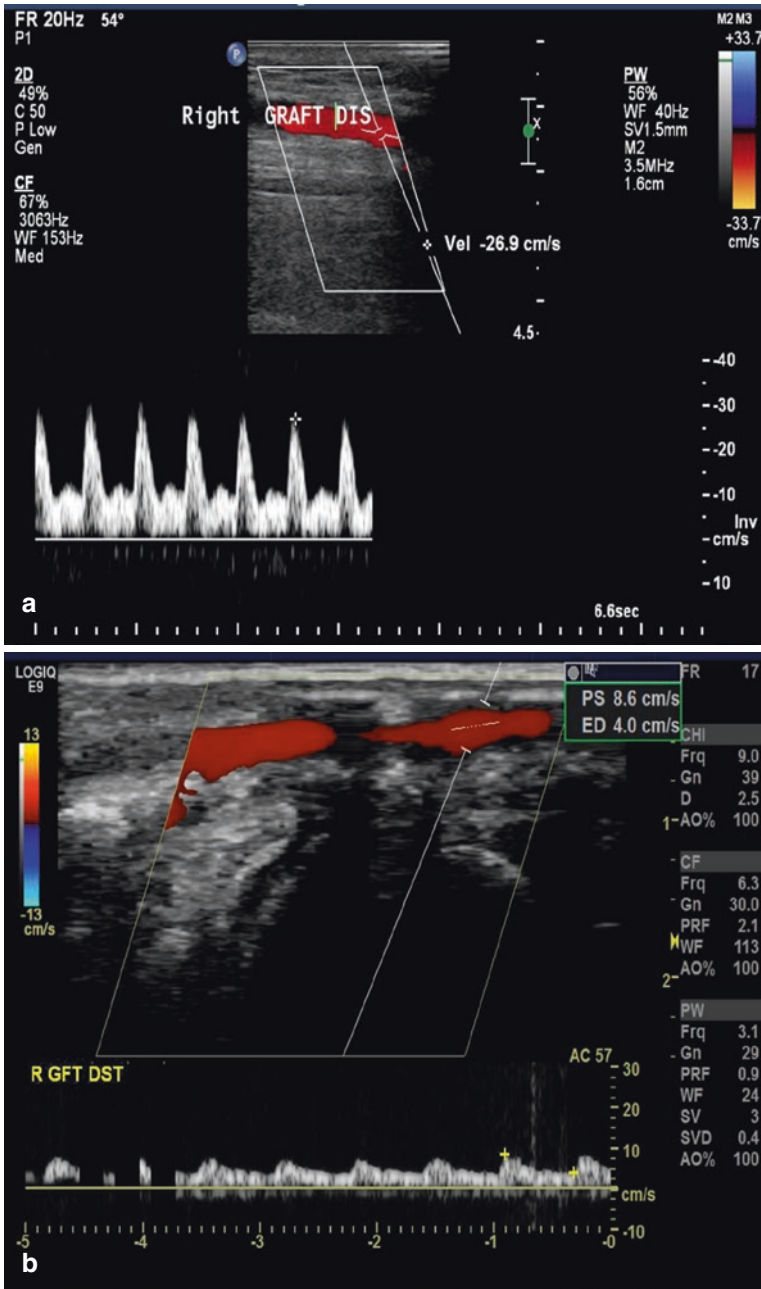 FR 20Hz 54°
P1
M2 M3
+33.7
P
2D
49%
C 50
P Low
Gen
PW
56%
WF 40Hz
SV1.5mm
M2
3.5MHz
1.6cm
Right GRAFT DIS
X
CF
67%
3063Hz
WF 153Hz
Med
-33.7
cm/s
Vel -26.9 cm/s
4.5
-40
-30
-20
-10
Inv
cm/s
10
6.6sec
a
LOGIQ
E9
PS 8.6 cm/s
ED 4.0 cm/s
FR 17
13
-13
cm/s
CHI
Frq 9.0
Gn 39
D 2.5
1
AO% 100
CF
Frq 6.3
Gn 30.0
PRF 2.1
WF 113
2
AO% 100
PW
Frq 3.1
Gn 29
PRF 0.9
WF 24
SV 3
SVD 0.4
AO% 100
AC 57
R GFT DST
30
20
10
cm/s
-10
-5 -4 -3 -2 -1 -0
b